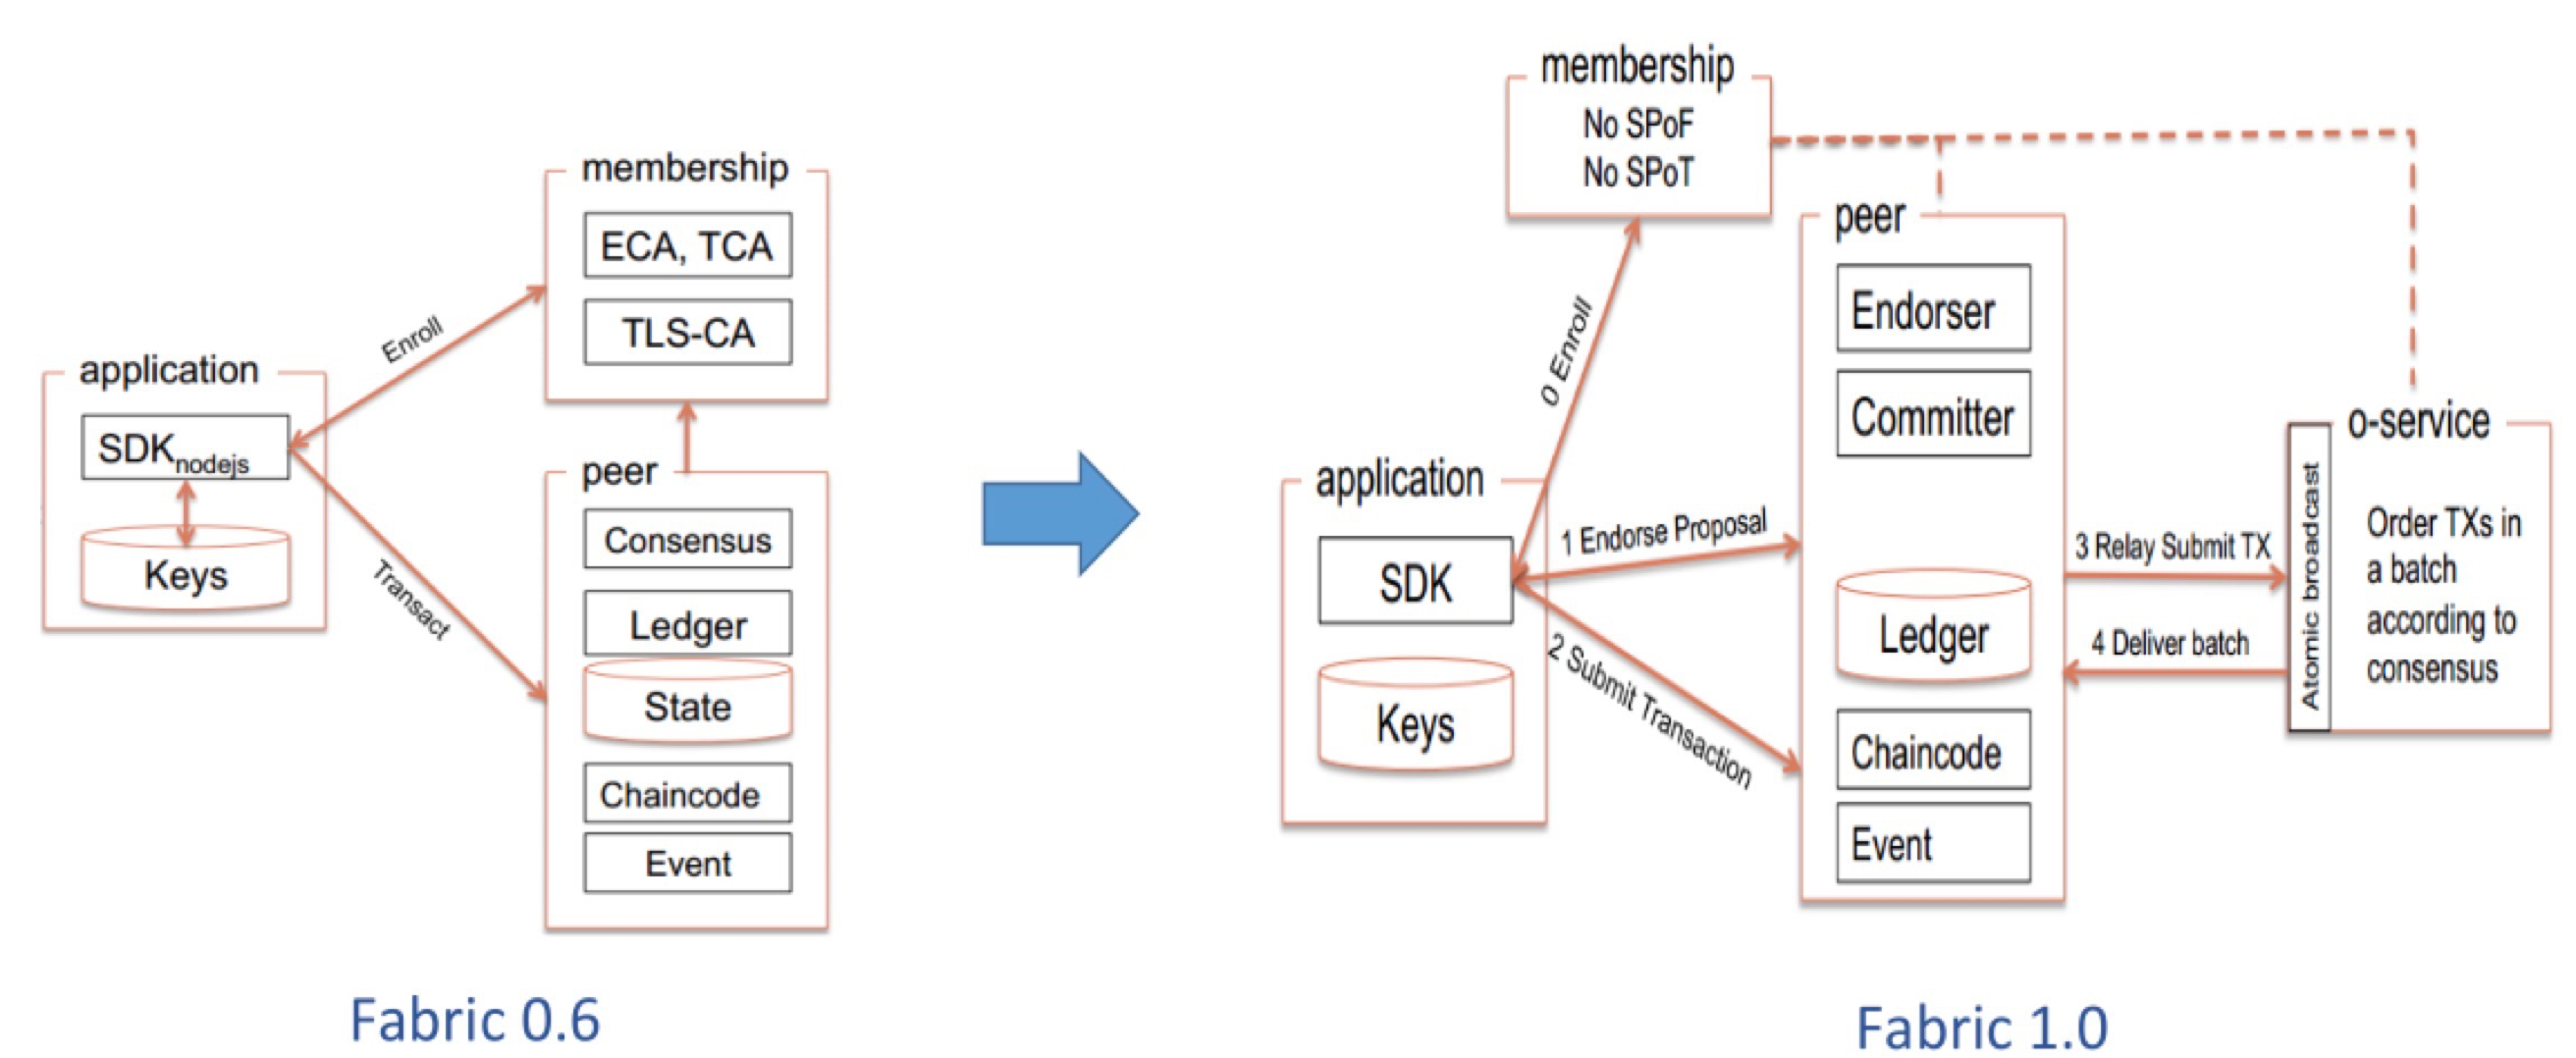 membership
ECA, TCA
TLS-CA
Enroll
application
SDKnodejs
Keys
Transact
peer
Consensus
Ledger
State
Chaincode
Event
Fabric 0.6
membership
No SPoF
No SPoT
0 Enroll
application
SDK
Keys
1 Endorse Proposal
2 Submit Transaction
peer
Endorser
Committer
Ledger
Chaincode
Event
3 Relay Submit TX
4 Deliver batch
o-service
Atomic broadcast
Order TXs in
a batch
according to
consensus
Fabric 1.0